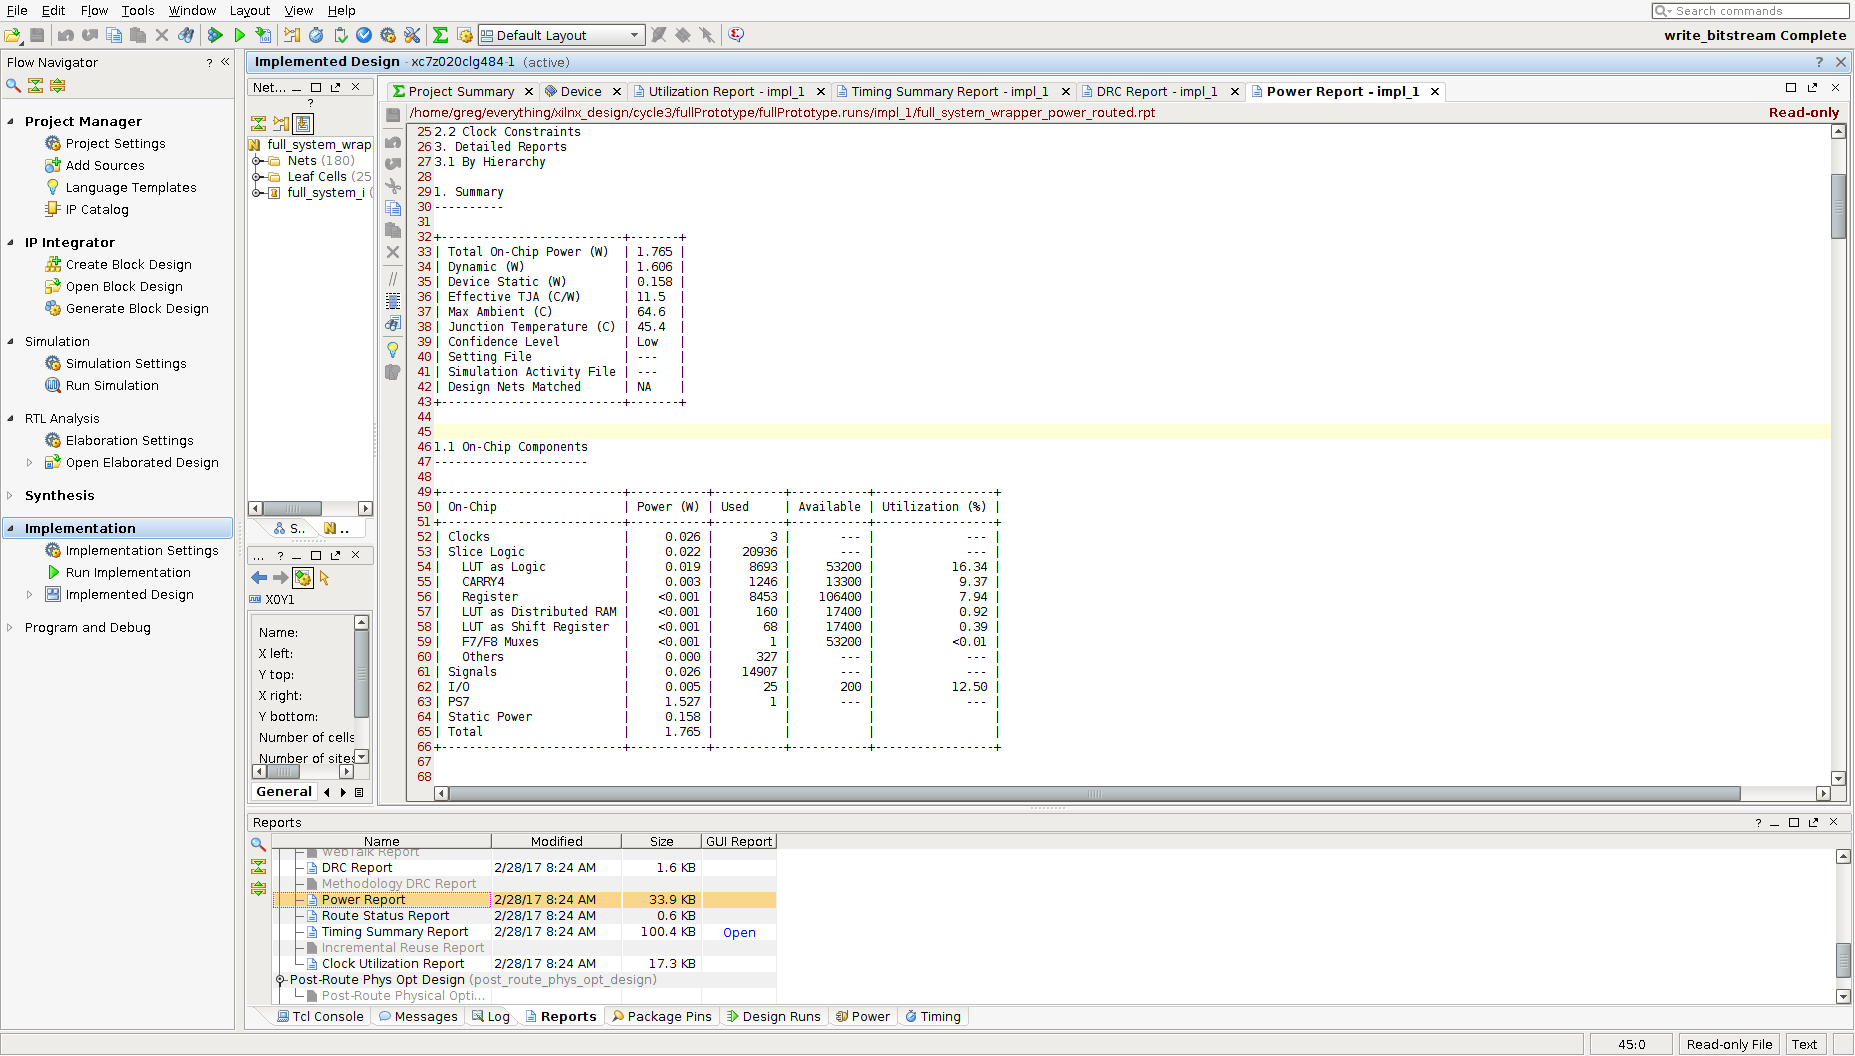 File Edit Flow Tools Window Layout View Help
Search commands
Default Layout
write_bitstream Complete
Flow Navigator
Project Manager
Project Settings
Add Sources
Language Templates
IP Catalog
IP Integrator
Create Block Design
Open Block Design
Generate Block Design
Simulation
Simulation Settings
Run Simulation
RTL Analysis
Elaboration Settings
Open Elaborated Design
Synthesis
Implementation
Implementation Settings
Run Implementation
Implemented Design
Program and Debug
Implemented Design - xc7z020clg484-1 (active)
Net...
full_system_wrap
Nets (180)
Leaf Cells (25
full_system_i (
S..
..
...
X0Y1
Name:
X left:
Y top:
X right:
Y bottom:
Number of cells
Number of sites
General
Project Summary Device Utilization Report - impl_1 Timing Summary Report - impl_1 DRC Report - impl_1 Power Report - impl_1
/home/greg/everything/xilnx_design/cycle3/fullPrototype/fullPrototype.runs/impl_1/full_system_wrapper_power_routed.rpt
Read-only
25 2.2 Clock Constraints
26 3. Detailed Reports
27 3.1 By Hierarchy
28
29 1. Summary
30 ----------
31
32 +--------------------------+-------+
33 | Total On-Chip Power (W) | 1.765 |
34 | Dynamic (W) | 1.606 |
35 | Device Static (W) | 0.158 |
36 | Effective TJA (C/W) | 11.5 |
37 | Max Ambient (C) | 64.6 |
38 | Junction Temperature (C) | 45.4 |
39 | Confidence Level | Low |
40 | Setting File | --- |
41 | Simulation Activity File | --- |
42 | Design Nets Matched | NA |
43 +--------------------------+-------+
44
45
46 1.1 On-Chip Components
47 ----------------------
48
49 +--------------------------+-----------+----------+-----------+-----------------+
50 | On-Chip | Power (W) | Used | Available | Utilization (%) |
51 +--------------------------+-----------+----------+-----------+-----------------+
52 | Clocks | 0.026 | 3 | --- | --- |
53 | Slice Logic | 0.022 | 20936 | --- | --- |
54 | LUT as Logic | 0.019 | 8693 | 53200 | 16.34 |
55 | CARRY4 | 0.003 | 1246 | 13300 | 9.37 |
56 | Register | <0.001 | 8453 | 106400 | 7.94 |
57 | LUT as Distributed RAM | <0.001 | 160 | 17400 | 0.92 |
58 | LUT as Shift Register | <0.001 | 68 | 17400 | 0.39 |
59 | F7/F8 Muxes | <0.001 | 1 | 53200 | <0.01 |
60 | Others | 0.000 | 327 | --- | --- |
61 | Signals | 0.026 | 14907 | --- | --- |
62 | I/O | 0.005 | 25 | 200 | 12.50 |
63 | PS7 | 1.527 | 1 | --- | --- |
64 | Static Power | 0.158 | | | |
65 | Total | 1.765 | | | |
66 +--------------------------+-----------+----------+-----------+-----------------+
67
68
Reports
Name Modified Size GUI Report
WebTalk Report
DRC Report 2/28/17 8:24 AM 1.6 KB
Methodology DRC Report
Power Report 2/28/17 8:24 AM 33.9 KB
Route Status Report 2/28/17 8:24 AM 0.6 KB
Timing Summary Report 2/28/17 8:24 AM 100.4 KB Open
Incremental Reuse Report
Clock Utilization Report 2/28/17 8:24 AM 17.3 KB
Post-Route Phys Opt Design (post_route_phys_opt_design)
Post-Route Physical Opti...
Tcl Console Messages Log Reports Package Pins Design Runs Power Timing
45:0 Read-only File Text